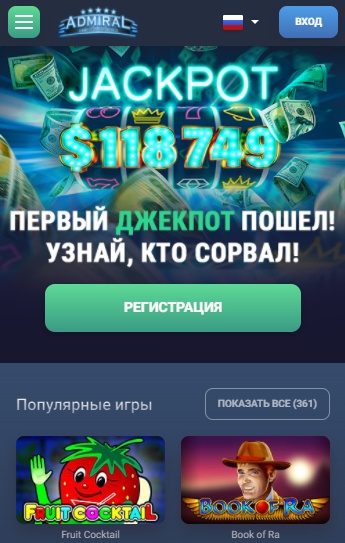 ADMIRAL
ВХОД
JACKPOT
$118 749
ПЕРВЫЙ ДЖЕКПОТ ПОШЕЛ!
УЗНАЙ, КТО СОРВАЛ!
РЕГИСТРАЦИЯ
Популярные игры
ПОКАЗАТЬ ВСЕ (361)
FRUIT COCKTAIL
BOOK OF RA
Fruit Cocktail
Book of Ra